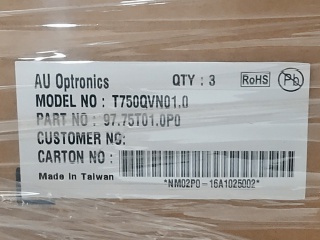 AU Optronics QTY : 3 RoHS Pb
MODEL NO : T750QVN01.0
PART NO : 97.75T01.0P0
CUSTOMER NO:
CARTON NO :
Made in Taiwan *NM02P0-16A1025002*